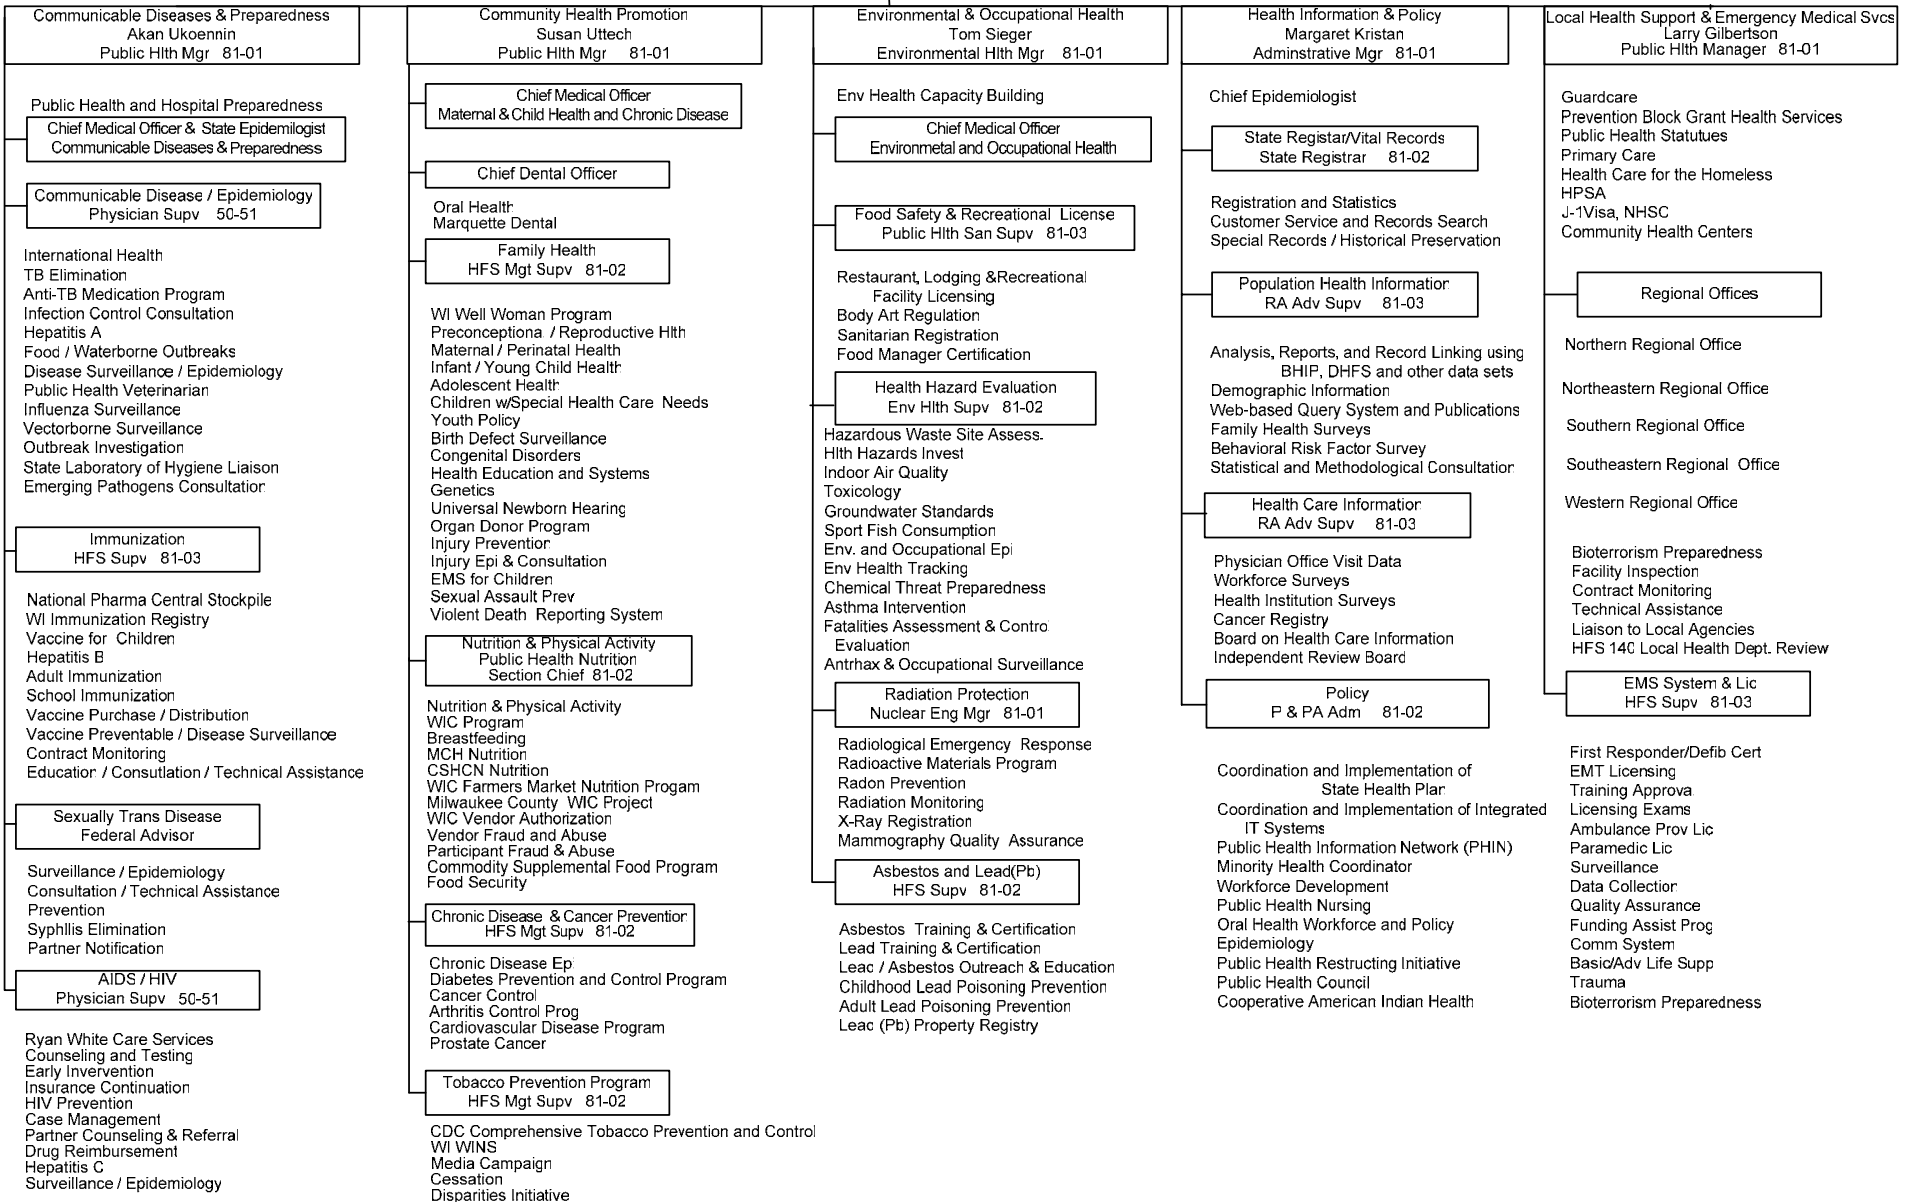 Communicable Diseases & Preparedness
Akan Ukoennin
Public Hlth Mgr 81-01
Public Health and Hospital Preparedness
Chief Medical Officer & State Epidemilogist
Communicable Diseases & Preparedness
Communicable Disease / Epidemiology
Physician Supv 50-51
International Health
TB Elimination
Anti-TB Medication Program
Infection Control Consultation
Hepatitis A
Food / Waterborne Outbreaks
Disease Surveillance / Epidemiology
Public Health Veterinarian
Influenza Surveillance
Vectorborne Surveillance
Outbreak Investigation
State Laboratory of Hygiene Liaison
Emerging Pathogens Consultation
Immunization
HFS Supv 81-03
National Pharma Central Stockpile
WI Immunization Registry
Vaccine for Children
Hepatitis B
Adult Immunization
School Immunization
Vaccine Purchase / Distribution
Vaccine Preventable / Disease Surveillance
Contract Monitoring
Education / Consutlation / Technical Assistance
Sexually Trans Disease
Federal Advisor
Surveillance / Epidemiology
Consultation / Technical Assistance
Prevention
Syphllis Elimination
Partner Notification
AIDS / HIV
Physician Supv 50-51
Ryan White Care Services
Counseling and Testing
Early Invervention
Insurance Continuation
HIV Prevention
Case Management
Partner Counseling & Referral
Drug Reimbursement
Hepatitis C
Surveillance / Epidemiology
Community Health Promotion
Susan Uttech
Public Hlth Mgr 81-01
Chief Medical Officer
Maternal & Child Health and Chronic Disease
Chief Dental Officer
Oral Health
Marquette Dental
Family Health
HFS Mgt Supv 81-02
WI Well Woman Program
Preconceptiona / Reproductive Hlth
Maternal / Perinatal Health
Infant / Young Child Health
Adolescent Health
Children w/Special Health Care Needs
Youth Policy
Birth Defect Surveillance
Congenital Disorders
Health Education and Systems
Genetics
Universal Newborn Hearing
Organ Donor Program
Injury Prevention
Injury Epi & Consultation
EMS for Children
Sexual Assault Prev
Violent Death Reporting System
Nutrition & Physical Activity
Public Health Nutrition
Section Chief 81-02
Nutrition & Physical Activity
WIC Program
Breastfeeding
MCH Nutrition
CSHCN Nutrition
WIC Farmers Market Nutrition Progam
Milwaukee County WIC Project
WIC Vendor Authorization
Vendor Fraud and Abuse
Participant Fraud & Abuse
Commodity Supplemental Food Program
Food Security
Chronic Disease & Cancer Prevention
HFS Mgt Supv 81-02
Chronic Disease Epi
Diabetes Prevention and Control Program
Cancer Control
Arthritis Control Prog
Cardiovascular Disease Program
Prostate Cancer
Tobacco Prevention Program
HFS Mgt Supv 81-02
CDC Comprehensive Tobacco Prevention and Control
WI WINS
Media Campaign
Cessation
Disparities Initiative
Environmental & Occupational Health
Tom Sieger
Environmental Hlth Mgr 81-01
Env Health Capacity Building
Chief Medical Officer
Environmetal and Occupational Health
Food Safety & Recreational License
Public Hlth San Supv 81-03
Restaurant, Lodging &Recreational
Facility Licensing
Body Art Regulation
Sanitarian Registration
Food Manager Certification
Health Hazard Evaluation
Env Hlth Supv 81-02
Hazardous Waste Site Assess.
Hlth Hazards Invest
Indoor Air Quality
Toxicology
Groundwater Standards
Sport Fish Consumption
Env. and Occupational Epi
Env Health Tracking
Chemical Threat Preparedness
Asthma Intervention
Fatalities Assessment & Control
Evaluation
Antrhax & Occupational Surveillance
Radiation Protection
Nuclear Eng Mgr 81-01
Radiological Emergency Response
Radioactive Materials Program
Radon Prevention
Radiation Monitoring
X-Ray Registration
Mammography Quality Assurance
Asbestos and Lead(Pb)
HFS Supv 81-02
Asbestos Training & Certification
Lead Training & Certification
Lead / Asbestos Outreach & Education
Childhood Lead Poisoning Prevention
Adult Lead Poisoning Prevention
Lead (Pb) Property Registry
Health Information & Policy
Margaret Kristan
Adminstrative Mgr 81-01
Chief Epidemiologist
State Registar/Vital Records
State Registrar 81-02
Registration and Statistics
Customer Service and Records Search
Special Records / Historical Preservation
Population Health Information
RA Adv Supv 81-03
Analysis, Reports, and Record Linking using
BHIP, DHFS and other data sets
Demographic Information
Web-based Query System and Publications
Family Health Surveys
Behavioral Risk Factor Survey
Statistical and Methodological Consultation
Health Care Information
RA Adv Supv 81-03
Physician Office Visit Data
Workforce Surveys
Health Institution Surveys
Cancer Registry
Board on Health Care Information
Independent Review Board
Policy
P & PA Adm 81-02
Coordination and Implementation of
State Health Plan
Coordination and Implementation of Integrated
IT Systems
Public Health Information Network (PHIN)
Minority Health Coordinator
Workforce Development
Public Health Nursing
Oral Health Workforce and Policy
Epidemiology
Public Health Restructing Initiative
Public Health Council
Cooperative American Indian Health
Local Health Support & Emergency Medical Svcs
Larry Gilbertson
Public Hlth Manager 81-01
Guardcare
Prevention Block Grant Health Services
Public Health Statutues
Primary Care
Health Care for the Homeless
HPSA
J-1Visa, NHSC
Community Health Centers
Regional Offices
Northern Regional Office
Northeastern Regional Office
Southern Regional Office
Southeastern Regional Office
Western Regional Office
Bioterrorism Preparedness
Facility Inspection
Contract Monitoring
Technical Assistance
Liaison to Local Agencies
HFS 140 Local Health Dept. Review
EMS System & Lic
HFS Supv 81-03
First Responder/Defib Cert
EMT Licensing
Training Approval
Licensing Exams
Ambulance Prov Lic
Paramedic Lic
Surveillance
Data Collection
Quality Assurance
Funding Assist Prog
Comm System
Basic/Adv Life Supp
Trauma
Bioterrorism Preparedness